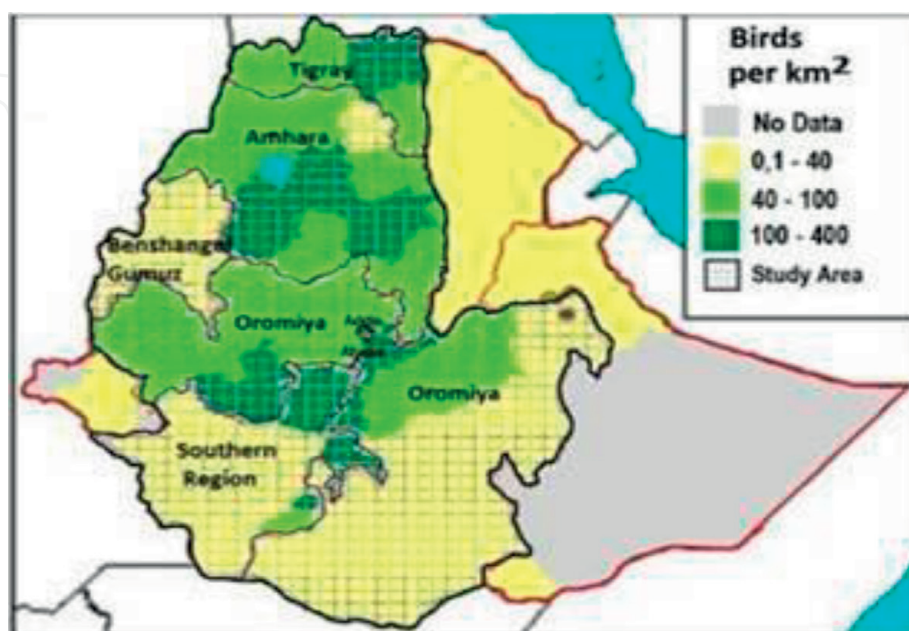 Birds
per km²
No Data
0,1 - 40
40 - 100
100 - 400
Study Area
Tigray
Amhara
Benshangel
Gumuz
Oromiya
Oromiya
Southern
Region